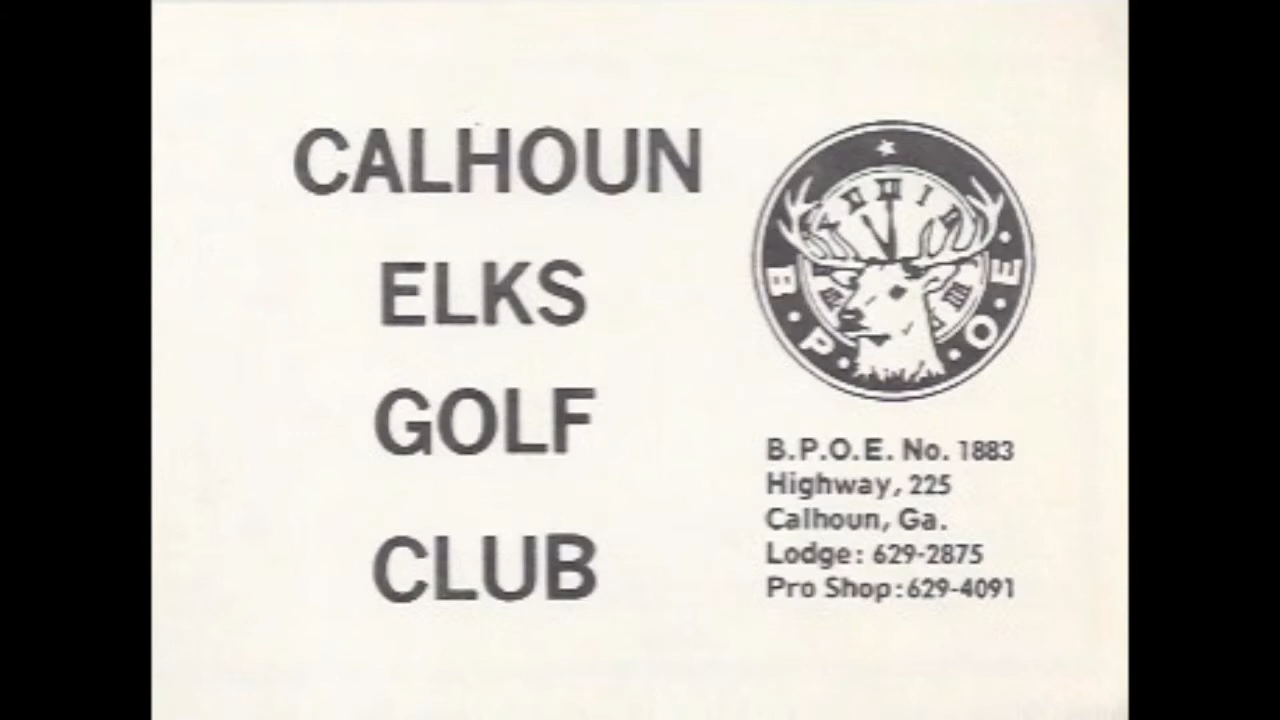 CALHOUN
ELKS
GOLF
CLUB
B.P.O.E.
B.P.O.E. No. 1883
Highway, 225
Calhoun, Ga.
Lodge: 629-2875
Pro Shop:629-4091